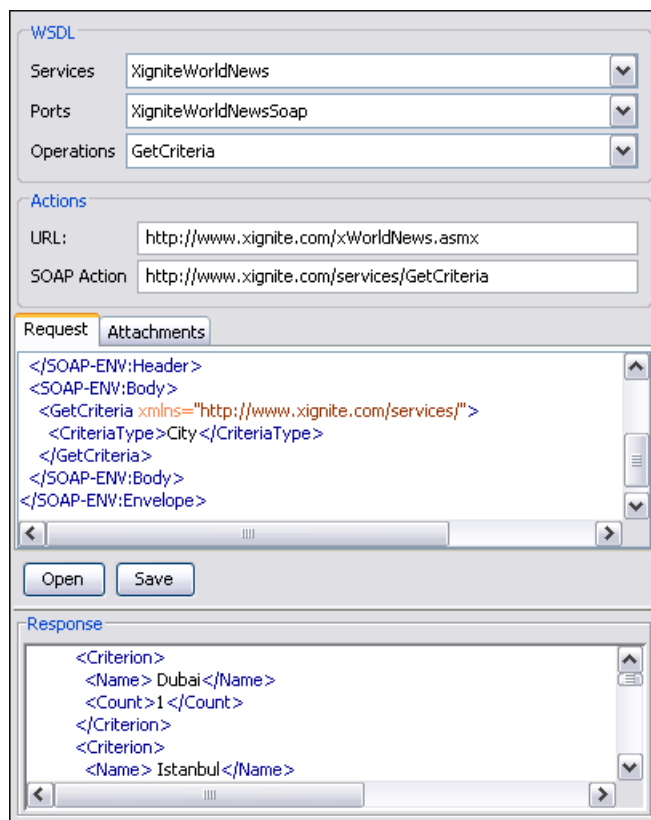 WSDL
Services XigniteWorldNews
Ports XigniteWorldNewsSoap
Operations GetCriteria
Actions
URL: http://www.xignite.com/xWorldNews.asmx
SOAP Action http://www.xignite.com/services/GetCriteria
Request Attachments
</SOAP-ENV:Header>
<SOAP-ENV:Body>
<GetCriteria xmlns="http://www.xignite.com/services/">
<CriteriaType>City</CriteriaType>
</GetCriteria>
</SOAP-ENV:Body>
</SOAP-ENV:Envelope>
Open Save
Response
<Criterion>
<Name> Dubai</Name>
<Count>1</Count>
</Criterion>
<Criterion>
<Name> Istanbul</Name>